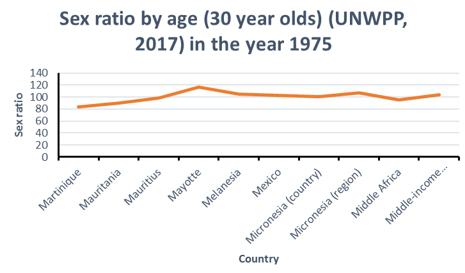 Sex ratio by age (30 year olds) (UNWPP,
2017) in the year 1975
140
120
100
80
60
40
20
0
Sex ratio
Martinique
Mauritania
Mauritius
Mayotte
Melanesia
Mexico
Micronesia (country)
Micronesia (region)
Middle Africa
Middle-income...
Country